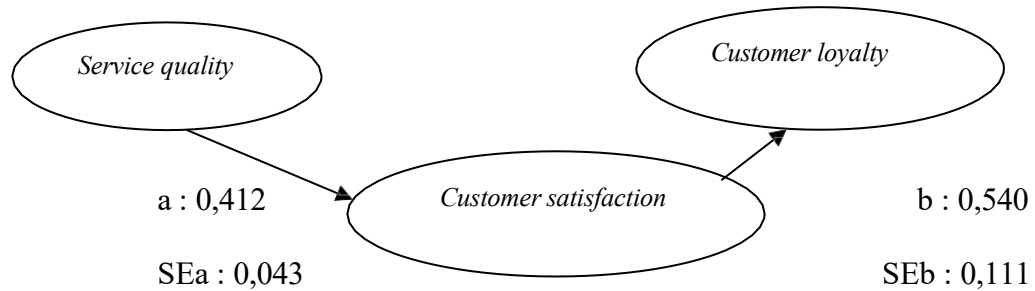 Service quality
Customer loyalty
Customer satisfaction
a : 0,412
b : 0,540
SEa : 0,043
SEb : 0,111